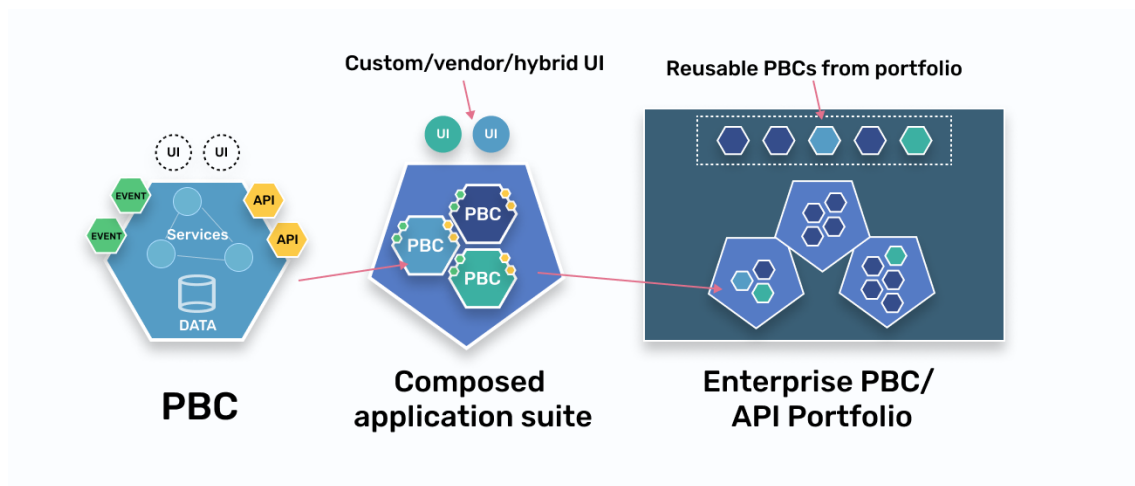 Custom/vendor/hybrid UI
Reusable PBCs from portfolio
UI UI
UI UI
EVENT
EVENT
API
API
Services
DATA
PBC
PBC
PBC
PBC
Composed
application suite
Enterprise PBC/
API Portfolio